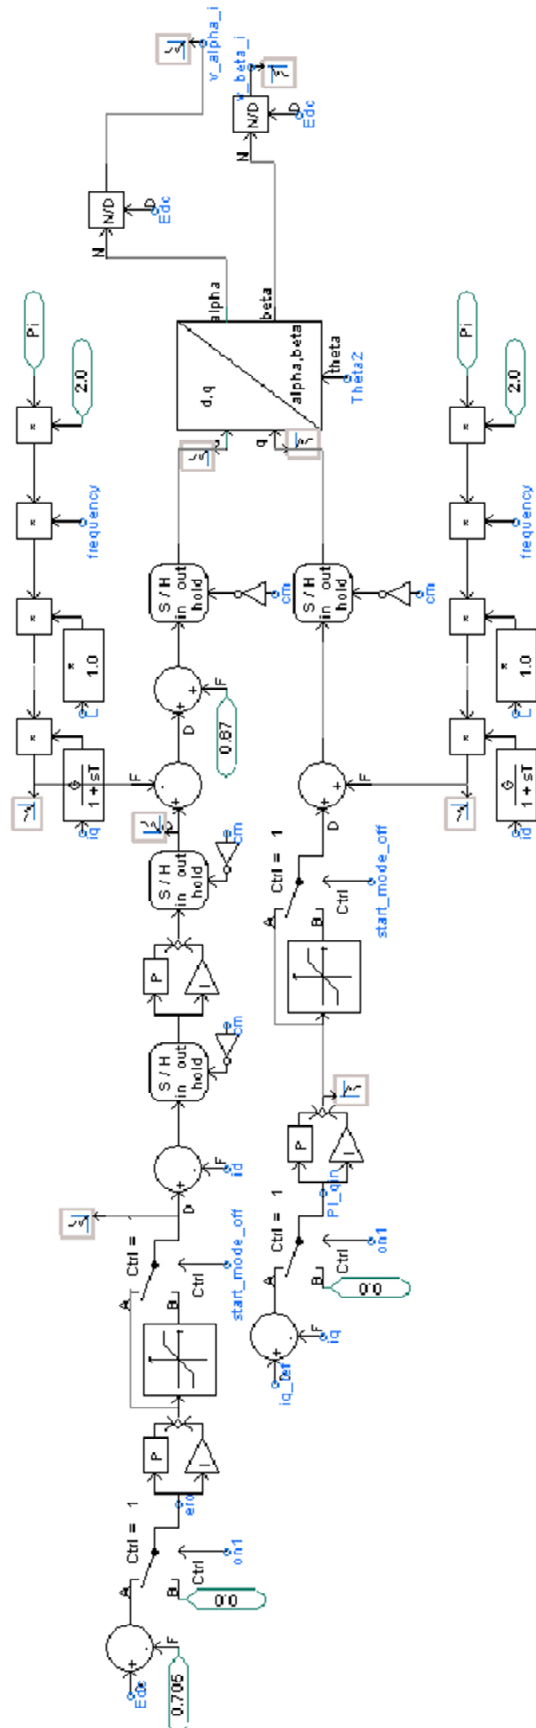 v_alpha_i
v_beta_i
N/D
N
D
Edc
N/D
N
D
Edc
alpha
beta
d,q
alpha,beta
theta
Theta2
q
Pi
2.0
*
*
frequency
*
*
1.0
L
*
G
1 + sT
iq
F
Pi
2.0
*
*
frequency
*
*
1.0
L
*
G
1 + sT
id
F
S / H
in out
hold
cm
S / H
in out
hold
cm
+
+
F
0.87
D
+
-
S / H
in out
hold
cm
P
I
S / H
in out
hold
cm
D
+
-
F
id
A
B
Ctrl =
Ctrl
start_mode_off
P
I
A
B
Ctrl = 1
Ctrl
on1
0.0
D
+
-
F
Edc
0.705
+
+
D
A
B
Ctrl = 1
Ctrl
start_mode_off
P
I
PI_qin
A
B
Ctrl = 1
Ctrl
on1
0.0
+
-
F
iq
iq_ref